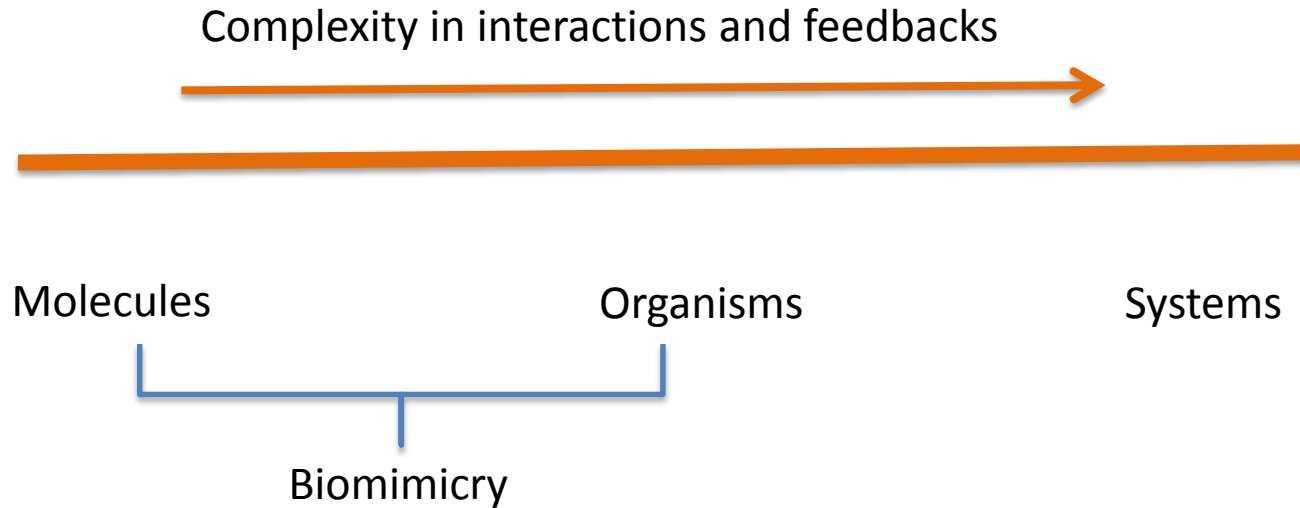 Complexity in interactions and feedbacks
Molecules Organisms Systems
Biomimicry